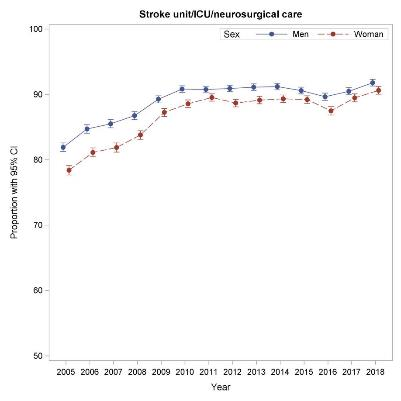 Stroke unit/ICU/neurosurgical care
Sex Men Woman
100
90
80
70
60
50
Proportion with 95% CI
2005 2006 2007 2008 2009 2010 2011 2012 2013 2014 2015 2016 2017 2018
Year